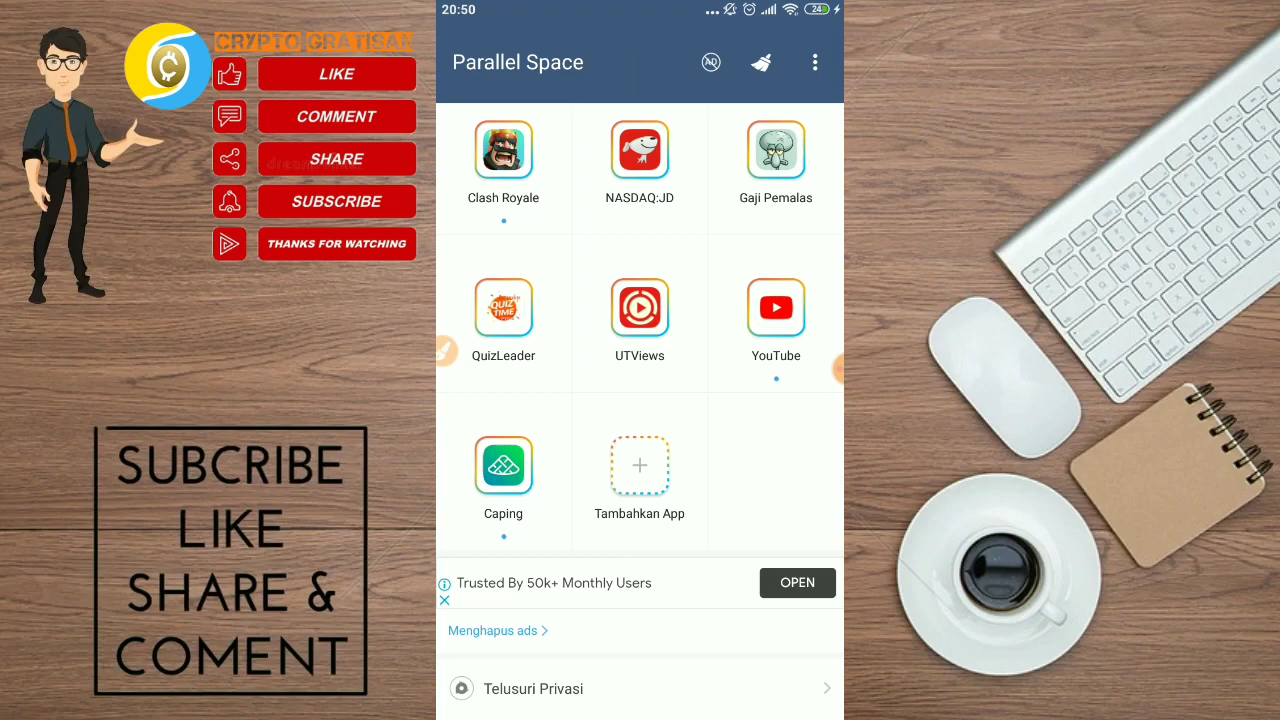 CRYPTO GRATISAN
LIKE
COMMENT
SHARE
SUBSCRIBE
THANKS FOR WATCHING
SUBCRIBE
LIKE
SHARE &
COMENT
20:50
24
Parallel Space
AD
Clash Royale
NASDAQ:JD
Gaji Pemalas
QUIZ
TIME
QuizLeader
UTViews
YouTube
Caping
Tambahkan App
Trusted By 50k+ Monthly Users
OPEN
Menghapus ads
Telusuri Privasi